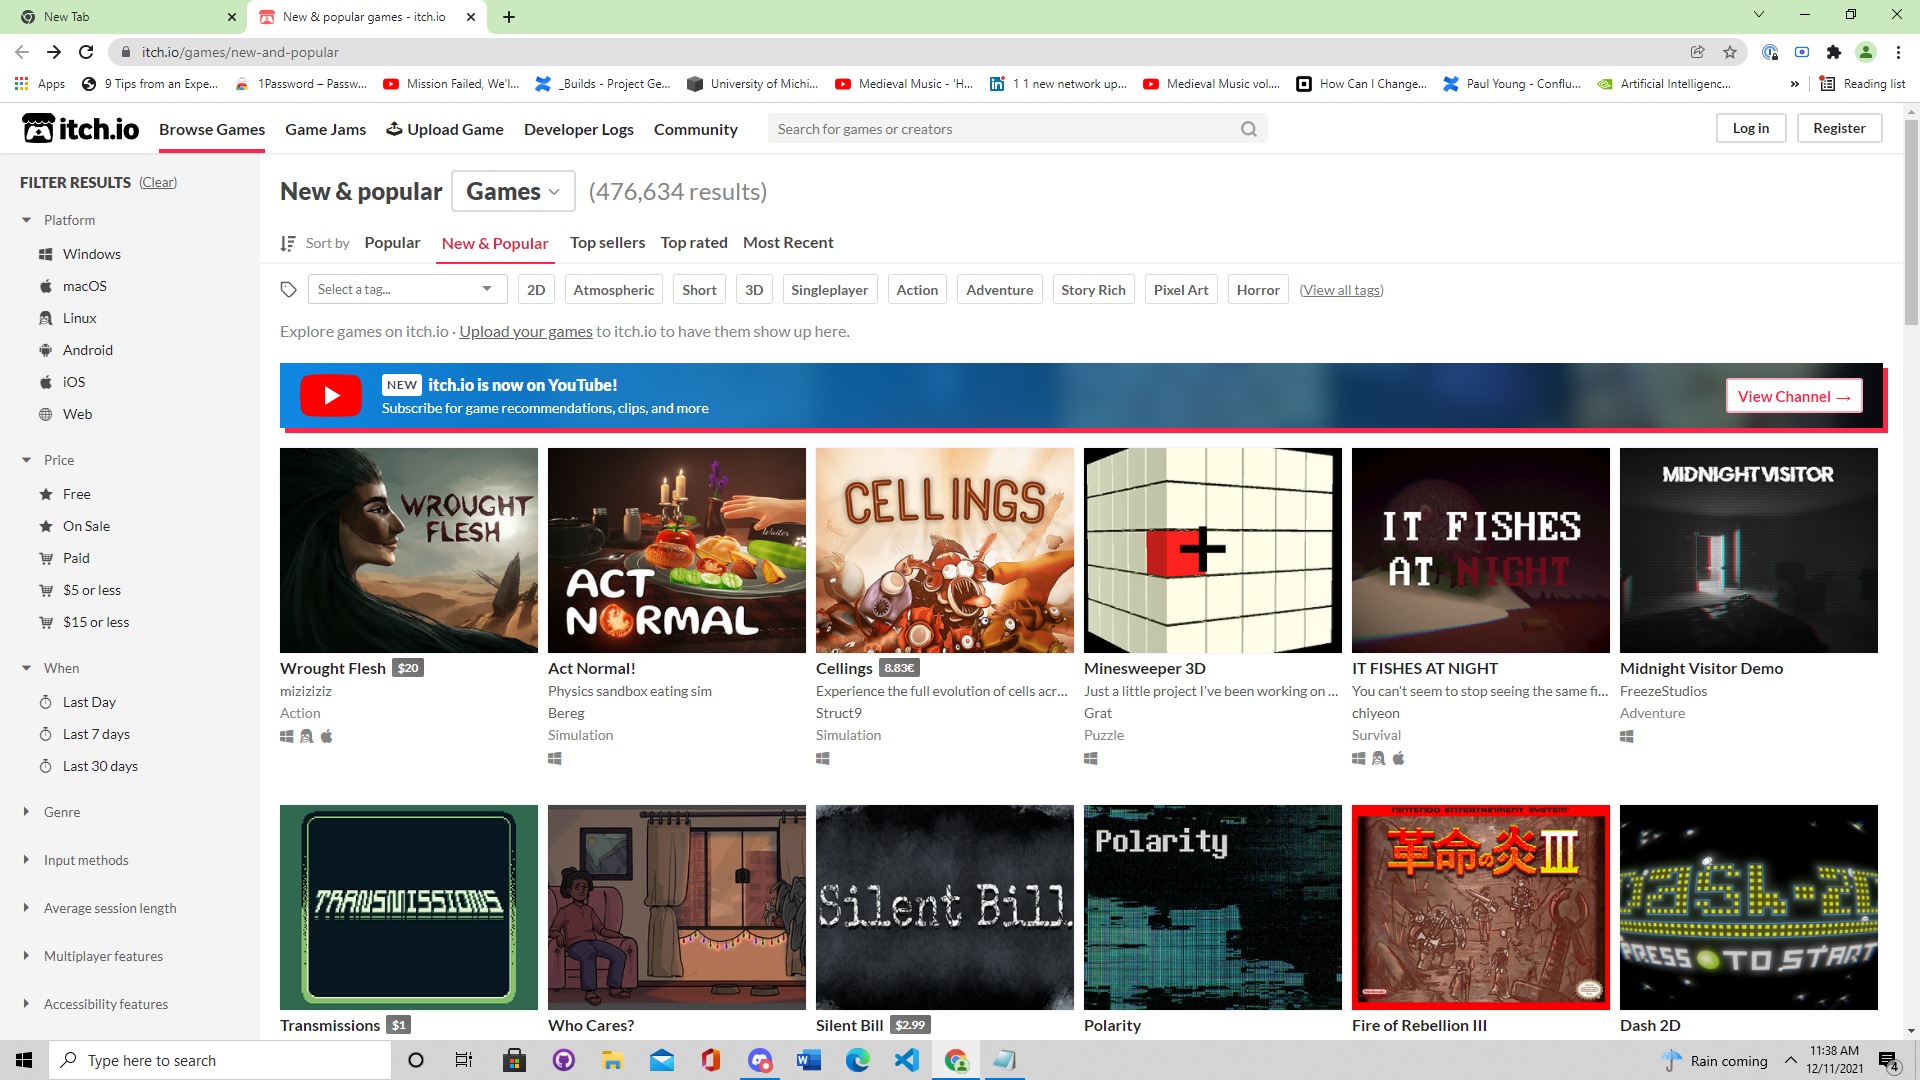 New Tab
New & popular games - itch.io
itch.io/games/new-and-popular
Apps
9 Tips from an Expe...
1Password – Passw...
Mission Failed, We'l...
_Builds - Project Ge...
University of Michi...
Medieval Music - 'H...
1 1 new network up...
Medieval Music vol....
How Can I Change...
Paul Young - Conflu...
Artificial Intelligenc...
»
Reading list
itch.io
Browse Games
Game Jams
Upload Game
Developer Logs
Community
Search for games or creators
Log in
Register
FILTER RESULTS (Clear)
Platform
Windows
macOS
Linux
Android
iOS
Web
Price
Free
On Sale
Paid
$5 or less
$15 or less
When
Last Day
Last 7 days
Last 30 days
Genre
Input methods
Average session length
Multiplayer features
Accessibility features
New & popular Games (476,634 results)
Sort by Popular New & Popular Top sellers Top rated Most Recent
Select a tag... 2D Atmospheric Short 3D Singleplayer Action Adventure Story Rich Pixel Art Horror (View all tags)
Explore games on itch.io · Upload your games to itch.io to have them show up here.
NEW itch.io is now on YouTube!
Subscribe for game recommendations, clips, and more
View Channel →
WROUGHT
FLESH
Wrought Flesh $20
miziziziz
Action
Waiter
ACT
NORMAL
Act Normal!
Physics sandbox eating sim
Bereg
Simulation
CELLINGS
Cellings 8.83€
Experience the full evolution of cells acr...
Struct9
Simulation
Minesweeper 3D
Just a little project I've been working on ...
Grat
Puzzle
IT FISHES
AT NIGHT
IT FISHES AT NIGHT
You can't seem to stop seeing the same fi...
chiyeon
Survival
MIDNIGHT VISITOR
Midnight Visitor Demo
FreezeStudios
Adventure
TRANSMISSIONS
Transmissions $1
Who Cares?
Silent Bill
Silent Bill $2.99
Polarity
Polarity
NINTENDO ENTERTAINMENT SYSTEM
革命の炎III
Nintendo
Fire of Rebellion III
DASH-2D
PRESS TO START
Dash 2D
Type here to search
Rain coming
11:38 AM
12/11/2021
4